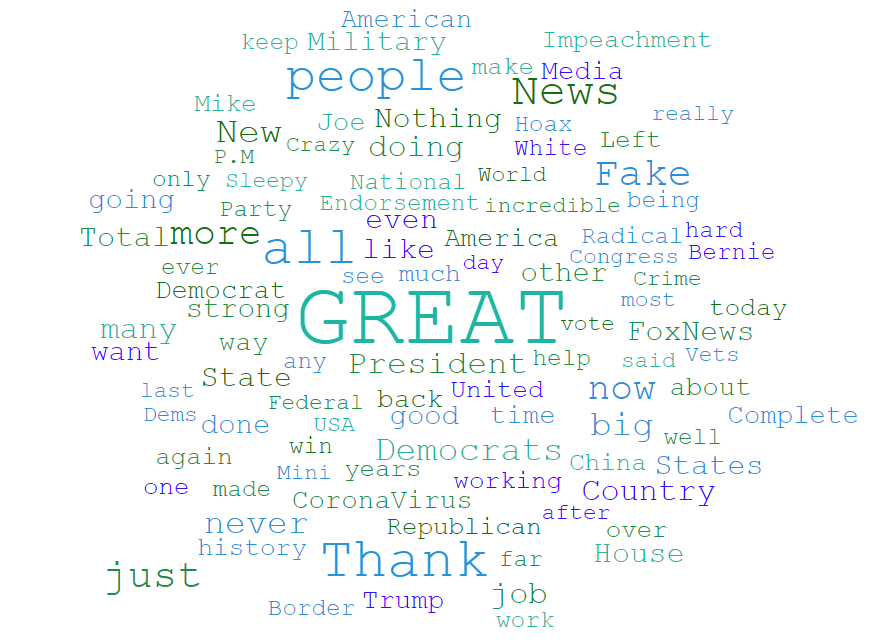 American
keep Military Impeachment
people make Media
News
Mike really
Joe Nothing Hoax
New Crazy doing White Left
P.M
only Sleepy National World Fake
going Party Endorsement incredible being
Total more even
all like America Radical hard
Congress Bernie
ever see much day other Crime
Democrat
strong GREAT most today
many way vote FoxNews
want any President help said Vets
State
last Federal back United now about
Dems done USA good time big Complete
win Democrats well
again Mini years China States
one made working Country
CoronaVirus
never Republican after over
history Thank far House
just
Border Trump job
work